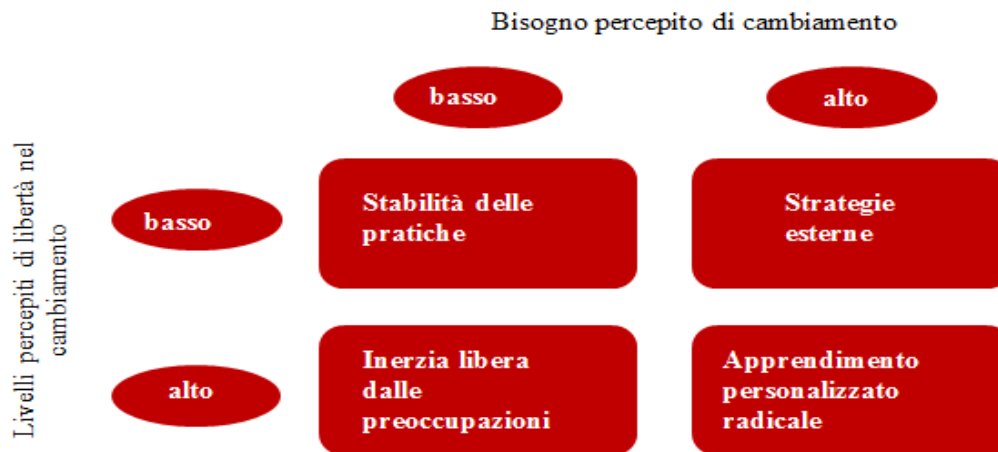 Bisogno percepito di cambiamento
basso
alto
Livelli percepiti di libertà nel
cambiamento
basso
Stabilità delle
pratiche
Strategie
esterne
alto
Inerzia libera
dalle
preoccupazioni
Apprendimento
personalizzato
radicale